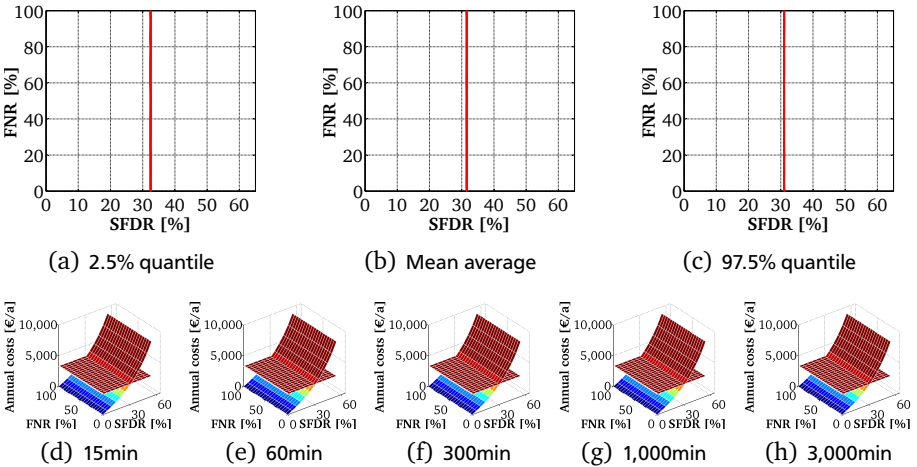 100
80
60
40
20
0
FNR [%]
0 10 20 30 40 50 60
SFDR [%]
(a) 2.5% quantile
100
80
60
40
20
0
FNR [%]
0 10 20 30 40 50 60
SFDR [%]
(b) Mean average
100
80
60
40
20
0
FNR [%]
0 10 20 30 40 50 60
SFDR [%]
(c) 97.5% quantile
Annual costs [€/a]
10,000
5,000
0
100
50
0 0
30
60
FNR [%] SFDR [%]
(d) 15min
Annual costs [€/a]
10,000
5,000
0
100
50
0 0
30
60
FNR [%] SFDR [%]
(e) 60min
Annual costs [€/a]
10,000
5,000
0
100
50
0 0
30
60
FNR [%] SFDR [%]
(f) 300min
Annual costs [€/a]
10,000
5,000
0
100
50
0 0
30
60
FNR [%] SFDR [%]
(g) 1,000min
Annual costs [€/a]
10,000
5,000
0
100
50
0 0
30
60
FNR [%] SFDR [%]
(h) 3,000min